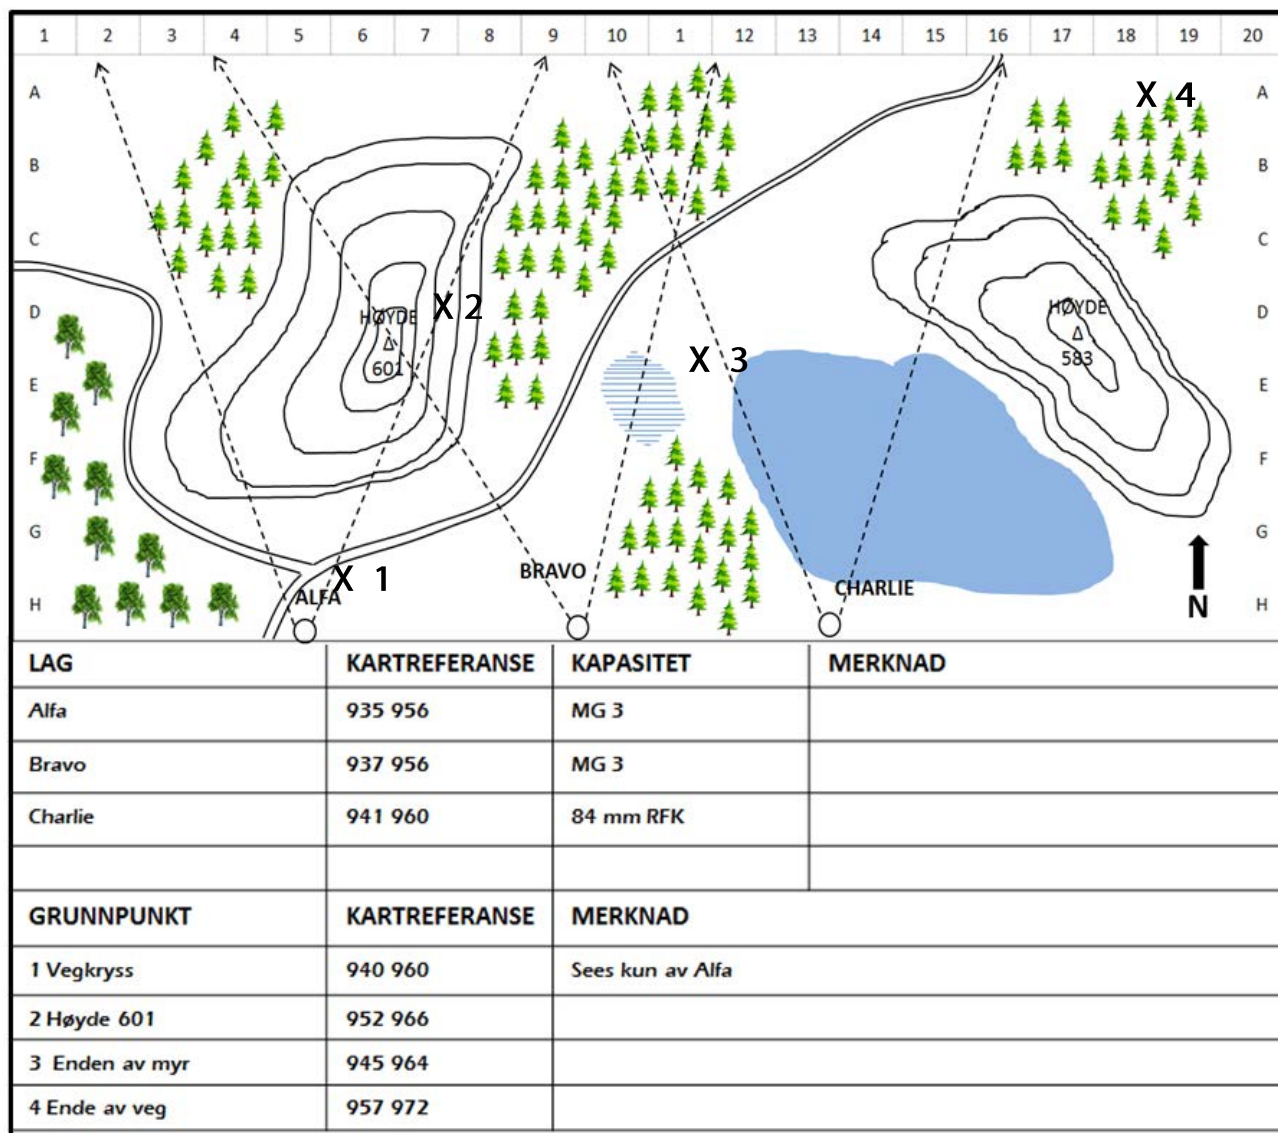 1 2 3 4 5 6 7 8 9 10 1 12 13 14 15 16 17 18 19 20
A X 4 A
B B
C C
D HØYDE X 2 HØYDE D
601 X 3 583
E E
F F
G G
BRAVO
X 1 CHARLIE
H ALFA N H
LAG KARTREFERANSE KAPASITET MERKNAD
Alfa 935 956 MG 3
Bravo 937 956 MG 3
Charlie 941 960 84 mm RFK
GRUNNPUNKT KARTREFERANSE MERKNAD
1 Vegkryss 940 960 Sees kun av Alfa
2 Høyde 601 952 966
3 Enden av myr 945 964
4 Ende av veg 957 972